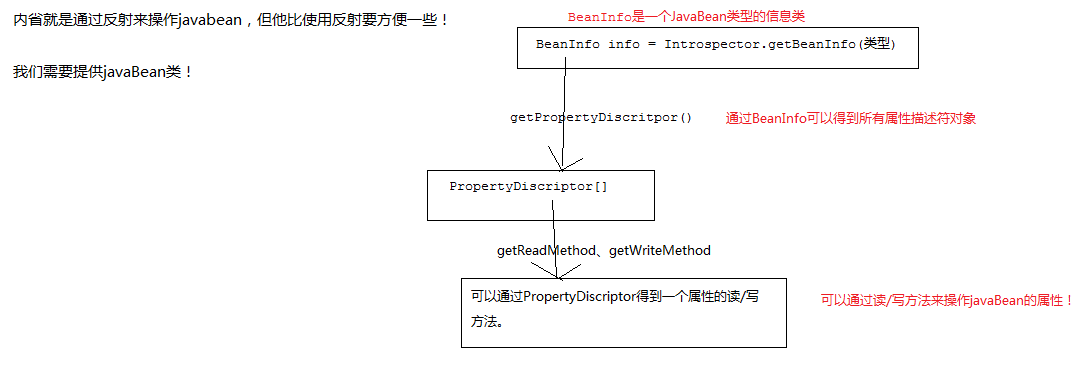 内省就是通过反射来操作javabean，但他比使用反射要方便一些！
我们需要提供javaBean类！
BeanInfo是一个JavaBean类型的信息类
BeanInfo info = Introspector.getBeanInfo(类型)
getPropertyDiscritpor()
通过BeanInfo可以得到所有属性描述符对象
PropertyDiscriptor[]
getReadMethod、getWriteMethod
可以通过PropertyDiscriptor得到一个属性的读/写
方法。
可以通过读/写方法来操作javaBean的属性！